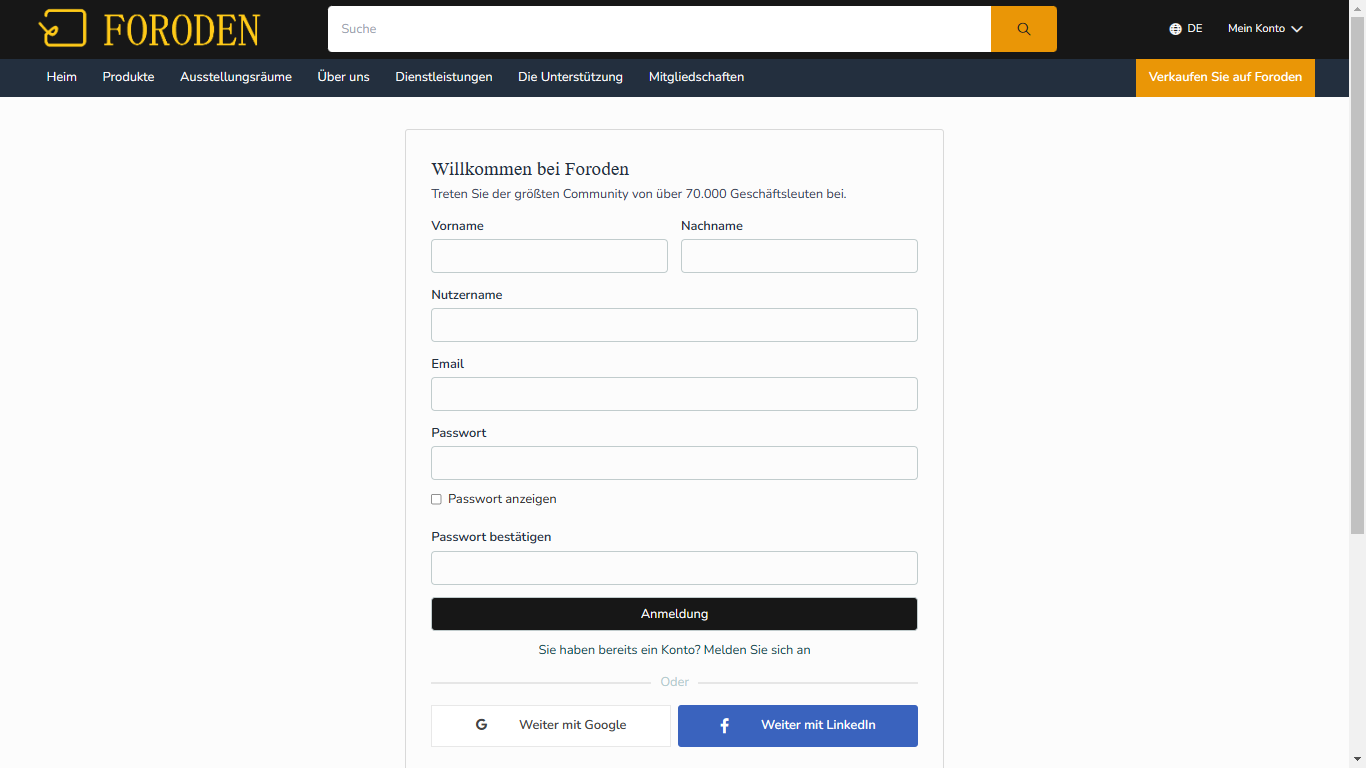 FORODEN
Suche
DE
Mein Konto
Heim
Produkte
Ausstellungsräume
Über uns
Dienstleistungen
Die Unterstützung
Mitgliedschaften
Verkaufen Sie auf Foroden
Willkommen bei Foroden
Treten Sie der größten Community von über 70.000 Geschäftsleuten bei.
Vorname
Nachname
Nutzername
Email
Passwort
Passwort anzeigen
Passwort bestätigen
Anmeldung
Sie haben bereits ein Konto? Melden Sie sich an
Oder
Weiter mit Google
Weiter mit LinkedIn